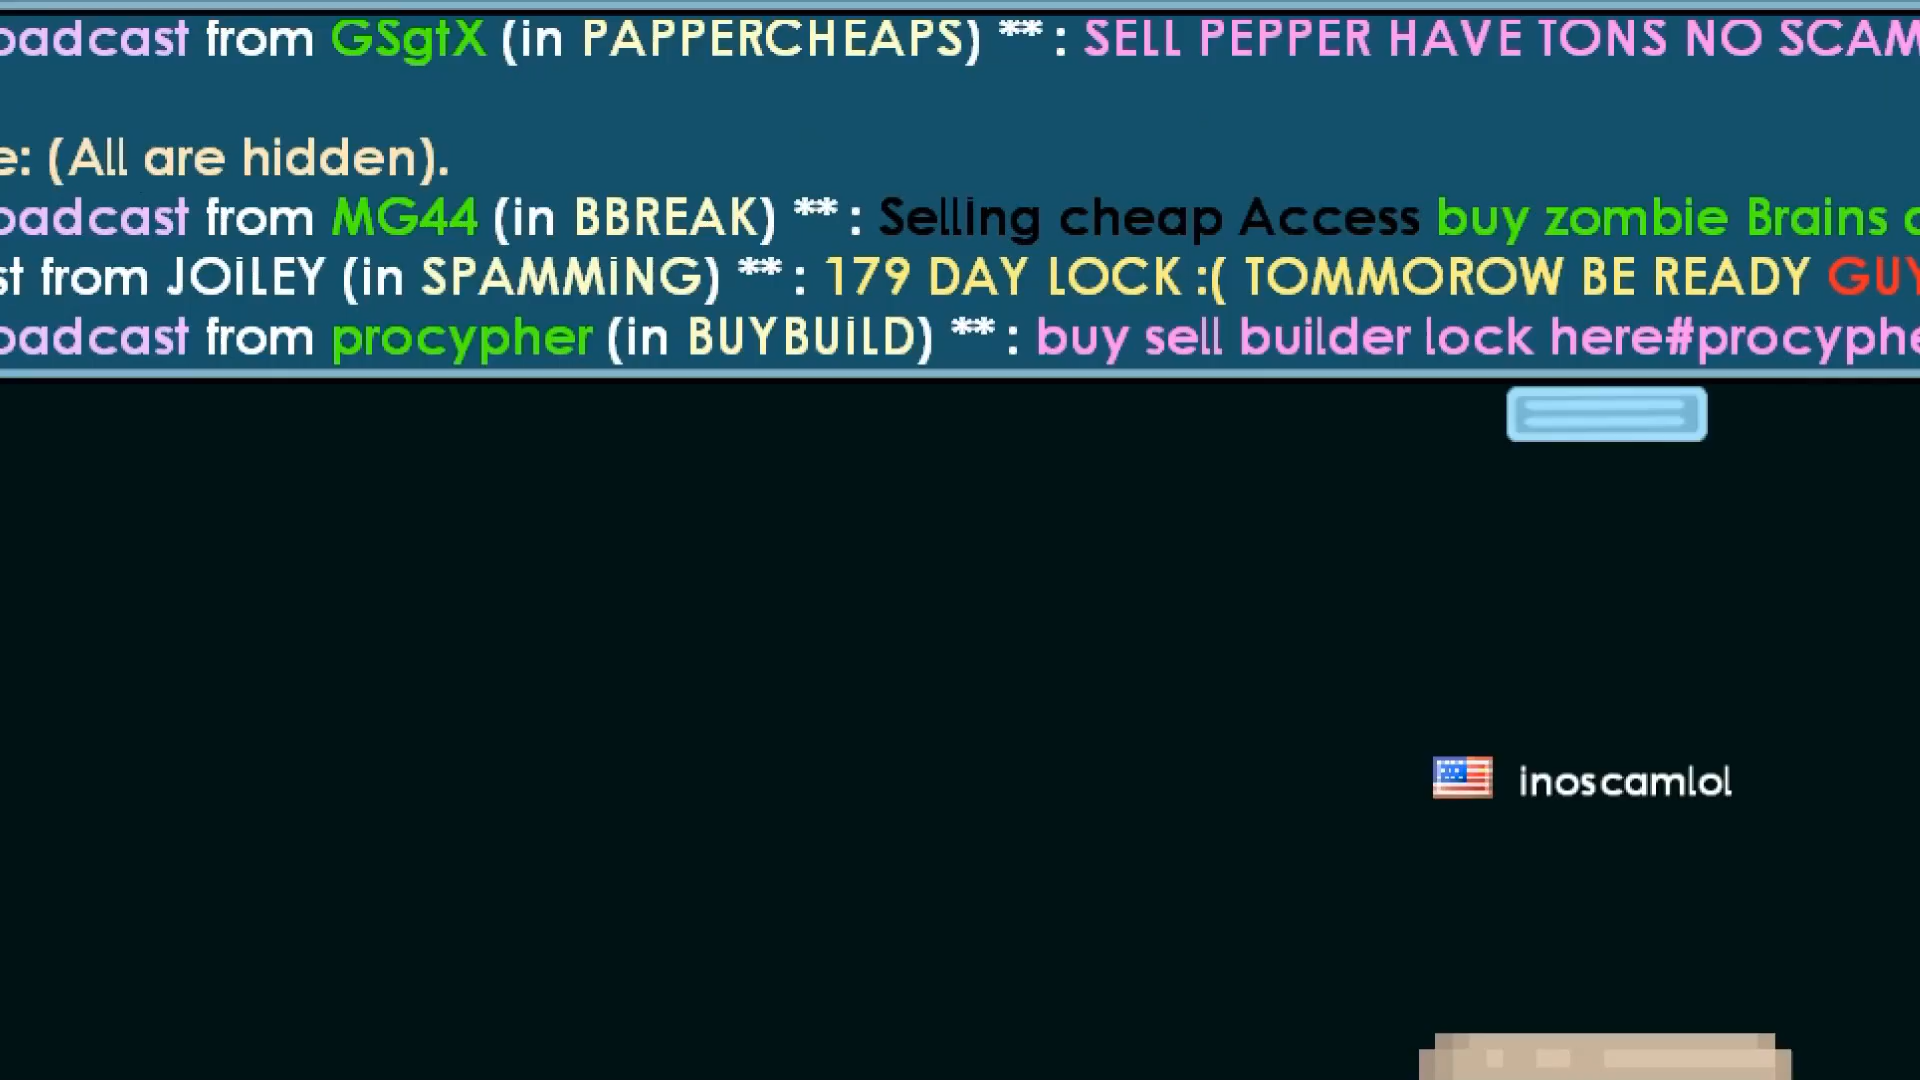 oadcast from GSgtX (in PAPPERCHEAPS) ** : SELL PEPPER HAVE TONS NO SCAM
e: (All are hidden).
oadcast from MG44 (in BBREAK) ** : Selling cheap Access buy zombie Brains
st from JOiLEY (in SPAMMiNG) ** : 179 DAY LOCK :( TOMMOROW BE READY GUY
oadcast from procypher (in BUYBUiLD) ** : buy sell builder lock here#procyphe
inoscamlol